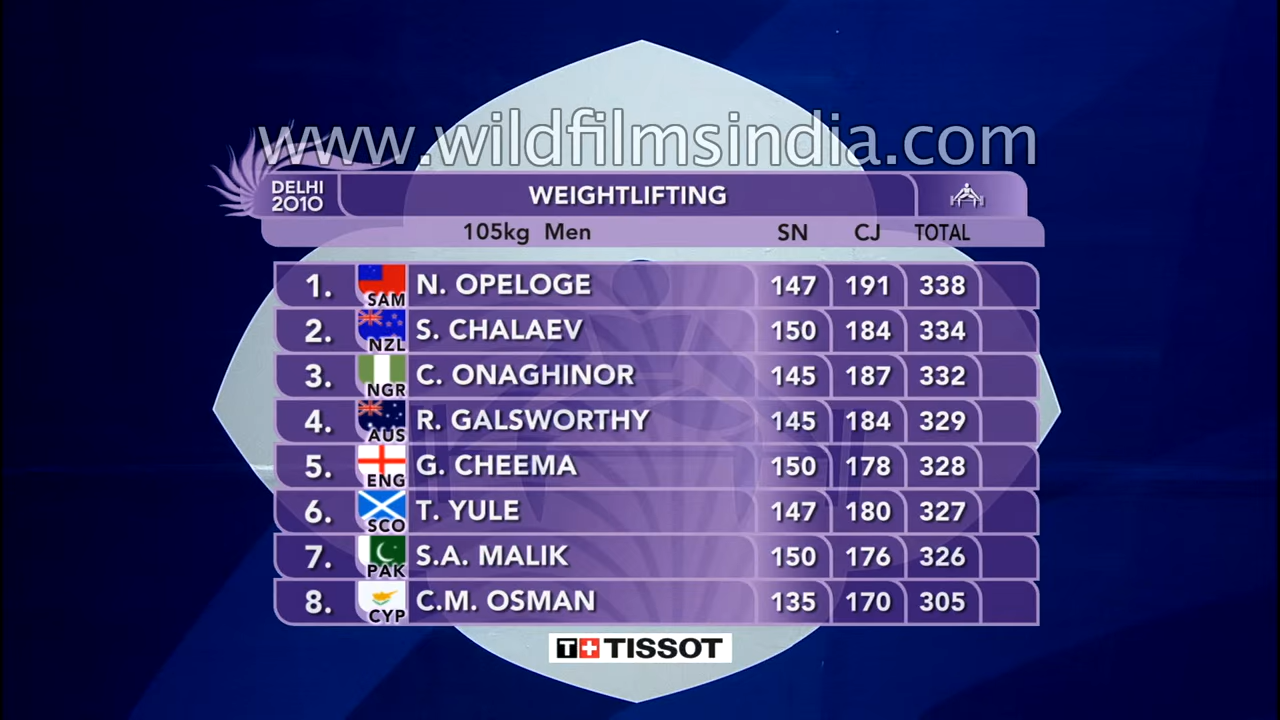 www.wildfilmsindia.com
DELHI 2010 WEIGHTLIFTING
105kg Men SN CJ TOTAL
1. SAM N. OPELOGE 147 191 338
2. NZL S. CHALAEV 150 184 334
3. NGR C. ONAGHINOR 145 187 332
4. AUS R. GALSWORTHY 145 184 329
5. ENG G. CHEEMA 150 178 328
6. SCO T. YULE 147 180 327
7. PAK S.A. MALIK 150 176 326
8. CYP C.M. OSMAN 135 170 305
T+ TISSOT